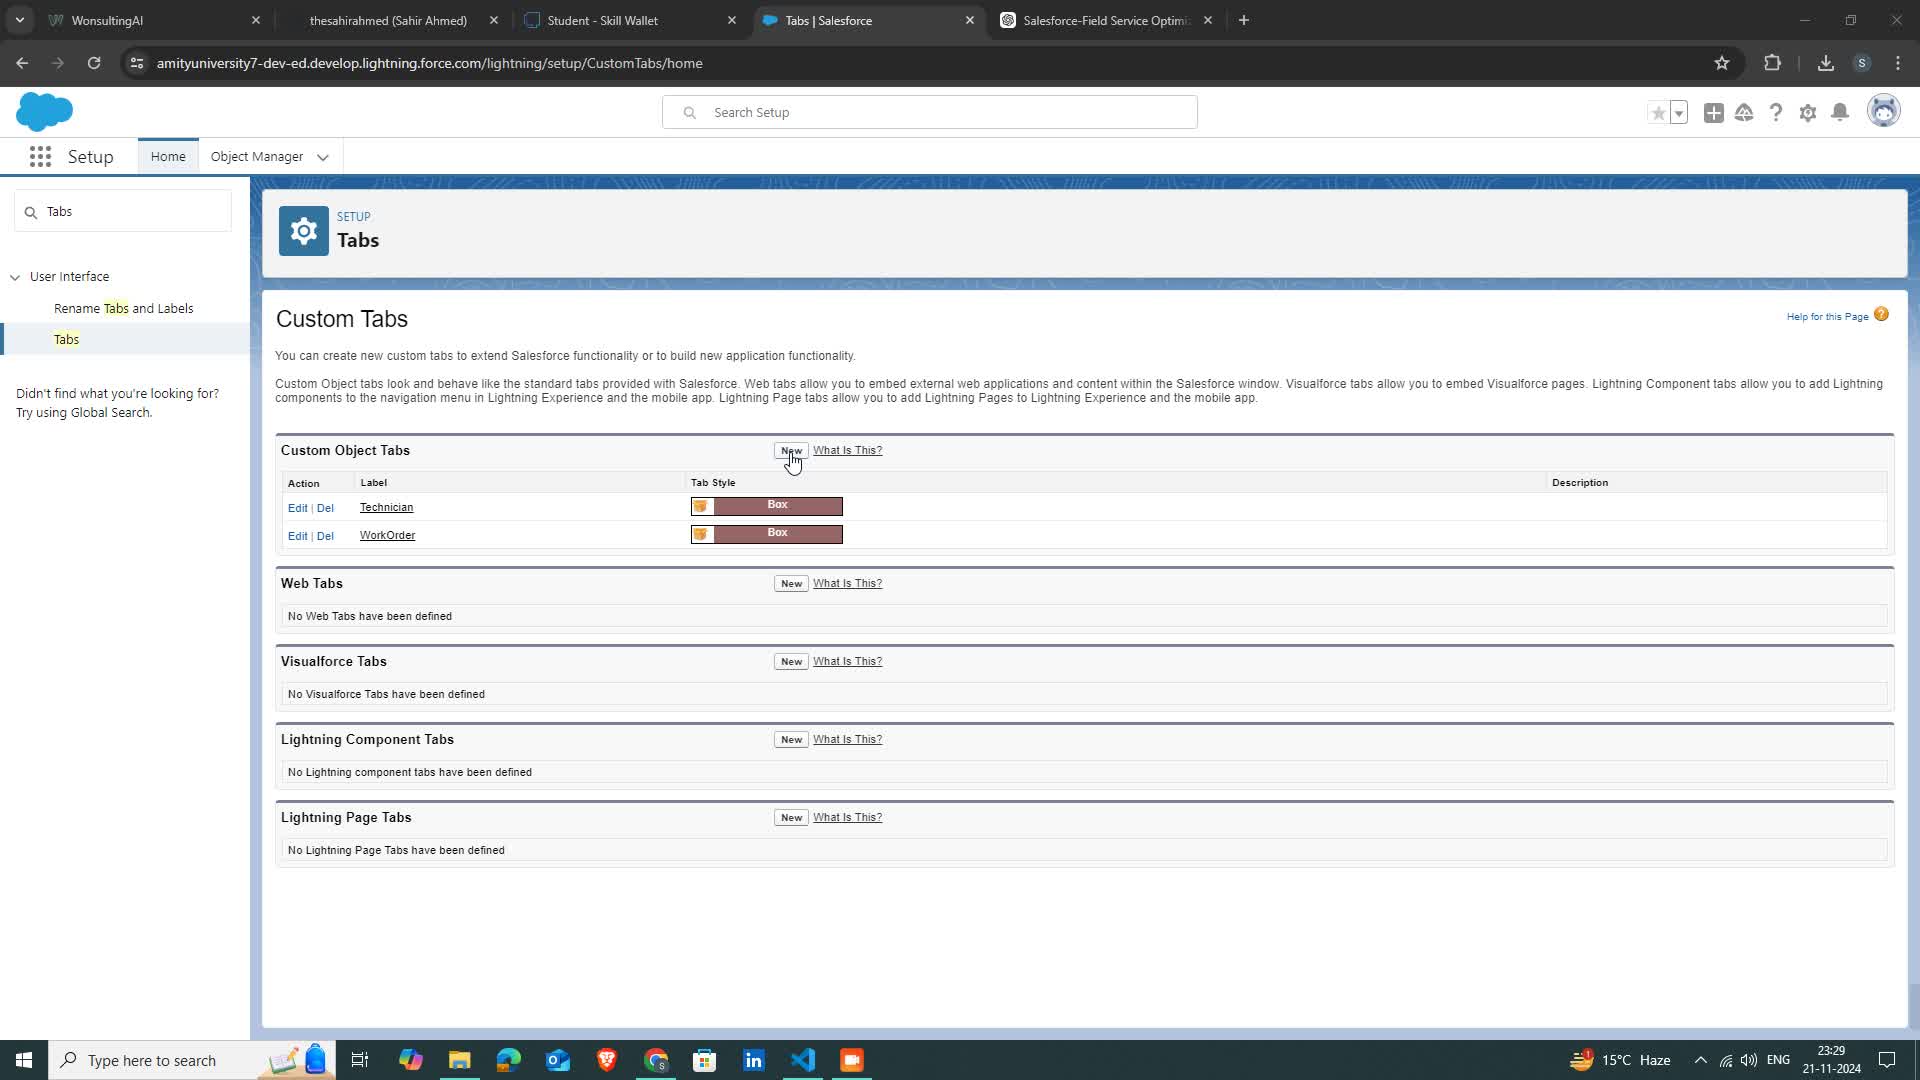 WonsultingAI
thesahirahmed (Sahir Ahmed)
Student - Skill Wallet
Tabs | Salesforce
Salesforce-Field Service Optimi
amityuniversity7-dev-ed.develop.lightning.force.com/lightning/setup/CustomTabs/home
S
Search Setup
Setup
Home
Object Manager
Tabs
SETUP
Tabs
User Interface
Rename Tabs and Labels
Tabs
Didn't find what you're looking for?
Try using Global Search.
Custom Tabs
Help for this Page
You can create new custom tabs to extend Salesforce functionality or to build new application functionality.
Custom Object tabs look and behave like the standard tabs provided with Salesforce. Web tabs allow you to embed external web applications and content within the Salesforce window. Visualforce tabs allow you to embed Visualforce pages. Lightning Component tabs allow you to add Lightning
components to the navigation menu in Lightning Experience and the mobile app. Lightning Page tabs allow you to add Lightning Pages to Lightning Experience and the mobile app.
Custom Object Tabs New What Is This?
Action Label Tab Style Description
Edit | Del Technician Box
Edit | Del WorkOrder Box
Web Tabs New What Is This?
No Web Tabs have been defined
Visualforce Tabs New What Is This?
No Visualforce Tabs have been defined
Lightning Component Tabs New What Is This?
No Lightning component tabs have been defined
Lightning Page Tabs New What Is This?
No Lightning Page Tabs have been defined
Type here to search
15°C Haze
ENG
23:29
21-11-2024